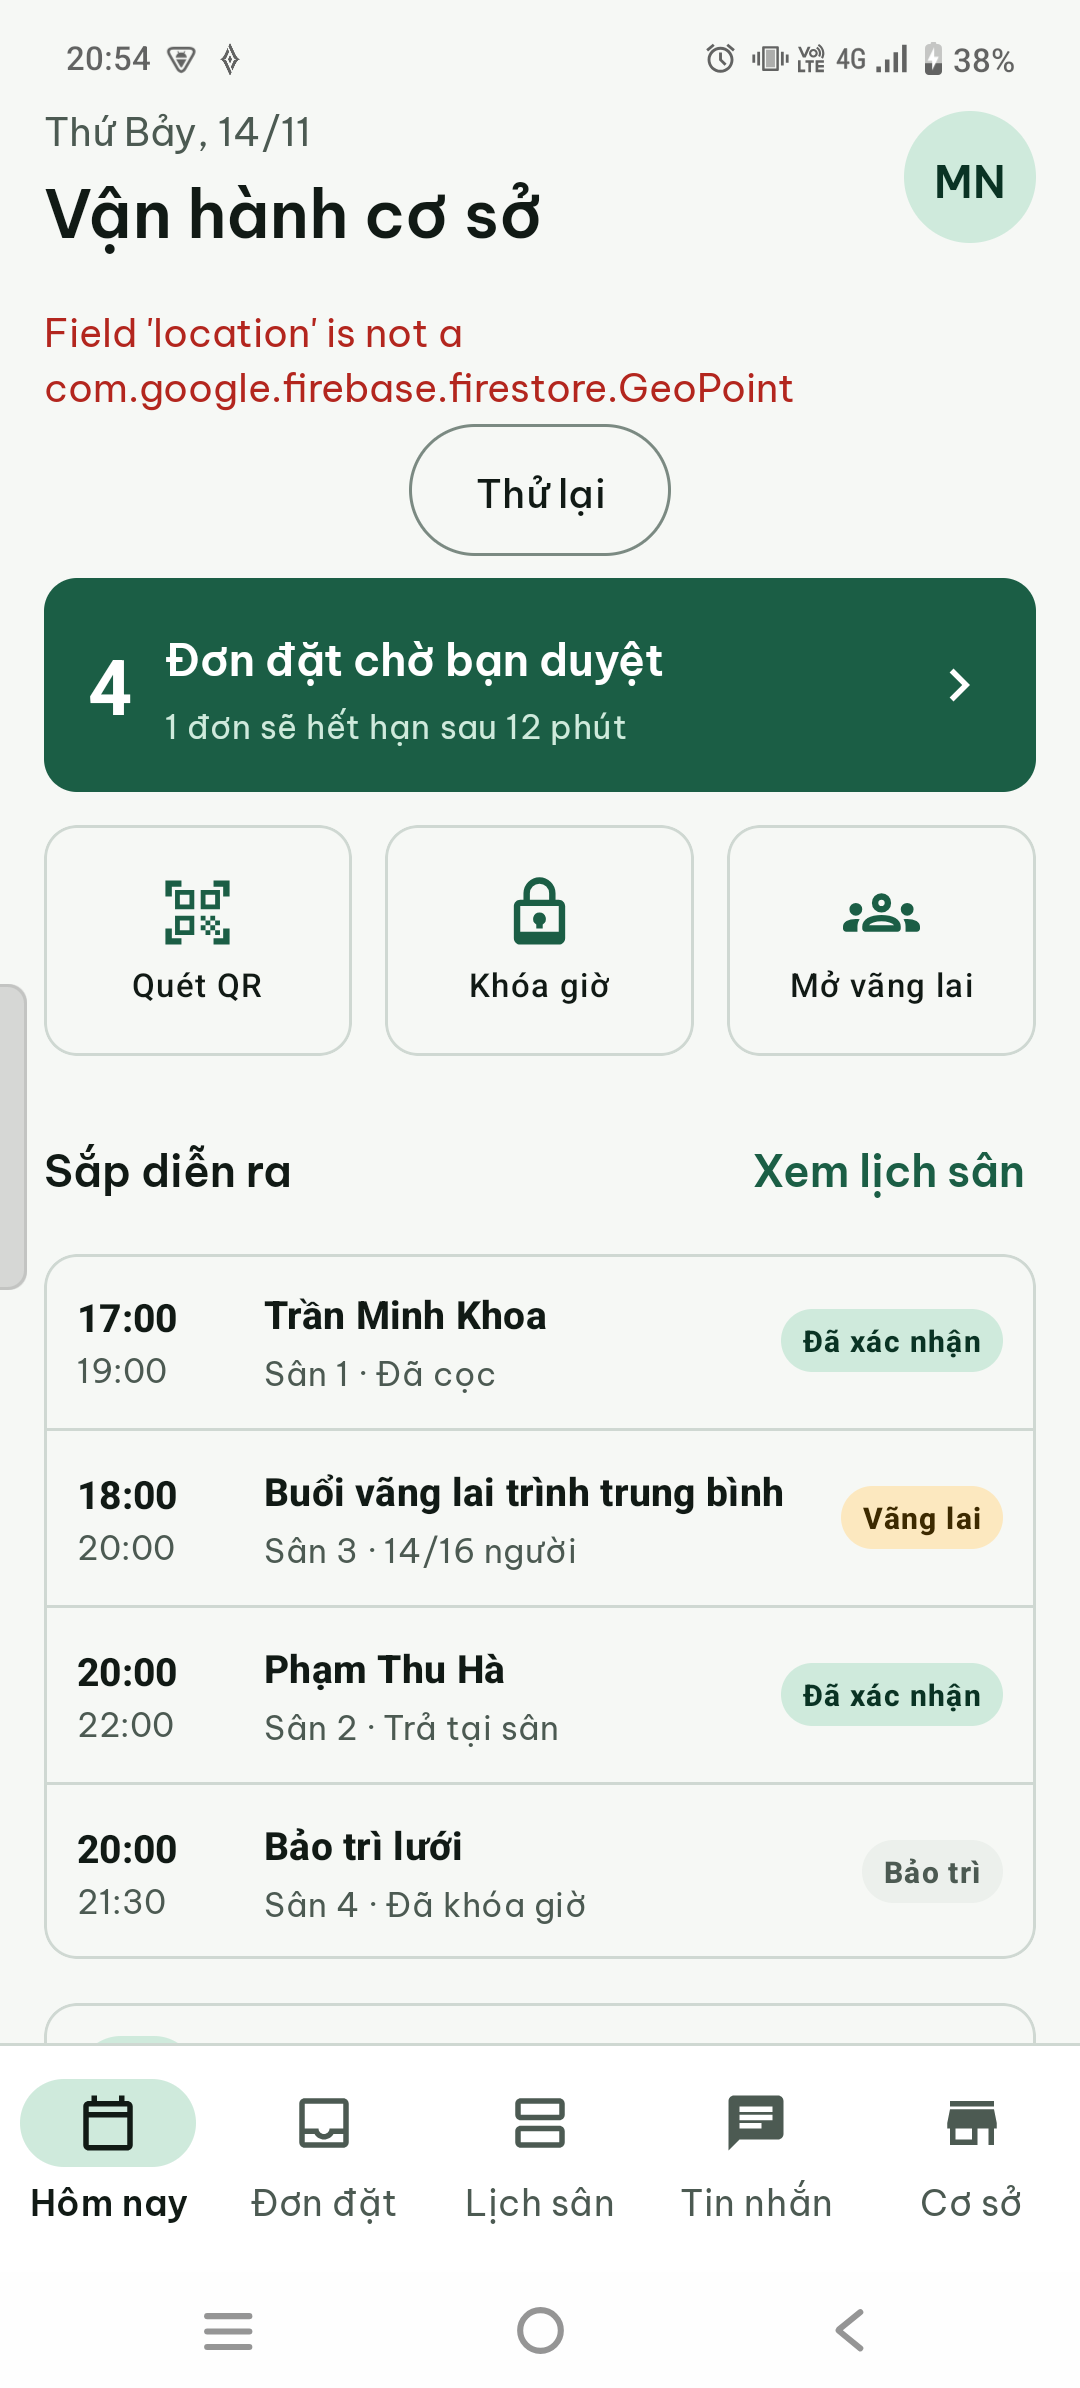 20:54
VoLTE 4G 38%
Thứ Bảy, 14/11
Vận hành cơ sở
MN
Field 'location' is not a
com.google.firebase.firestore.GeoPoint
Thử lại
4
Đơn đặt chờ bạn duyệt
1 đơn sẽ hết hạn sau 12 phút
Quét QR
Khóa giờ
Mở vãng lai
Sắp diễn ra
Xem lịch sân
17:00
19:00
Trần Minh Khoa
Sân 1 · Đã cọc
Đã xác nhận
18:00
20:00
Buổi vãng lai trình trung bình
Sân 3 · 14/16 người
Vãng lai
20:00
22:00
Phạm Thu Hà
Sân 2 · Trả tại sân
Đã xác nhận
20:00
21:30
Bảo trì lưới
Sân 4 · Đã khóa giờ
Bảo trì
Hôm nay
Đơn đặt
Lịch sân
Tin nhắn
Cơ sở